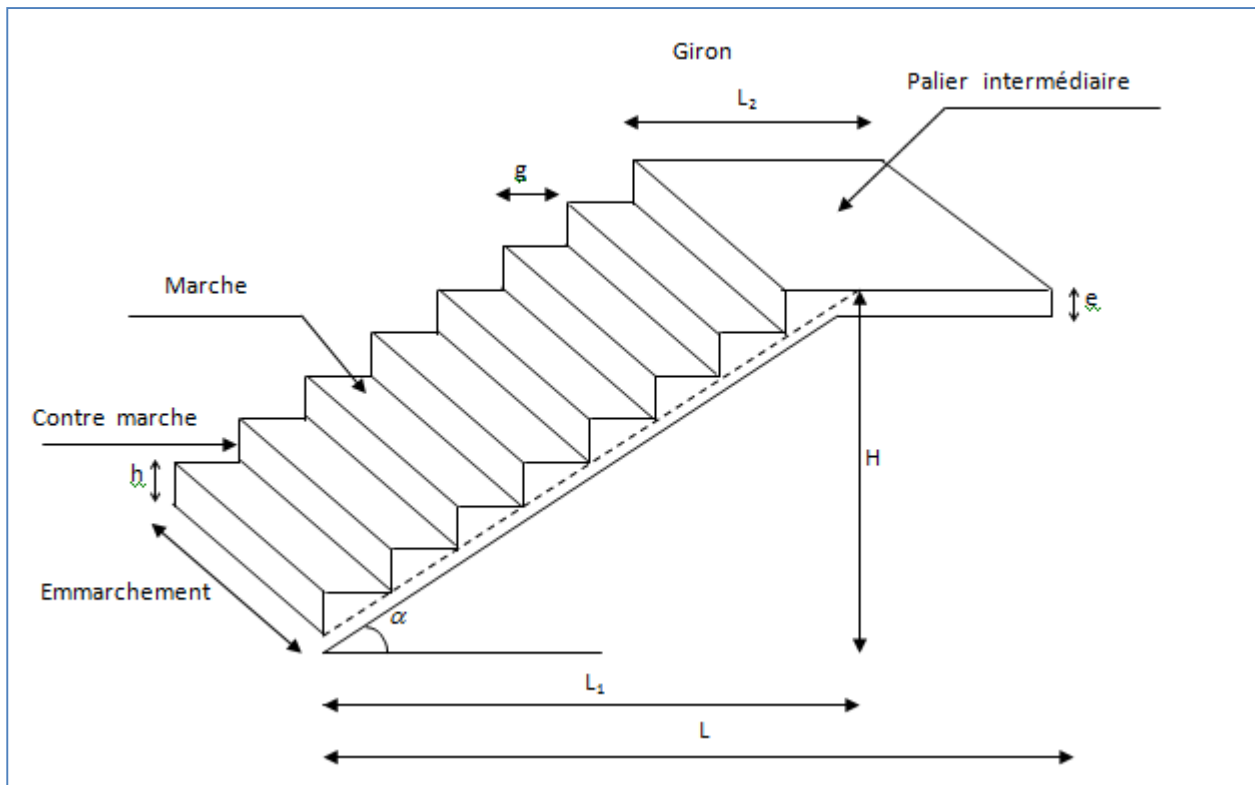 Giron
Palier intermédiaire
L₂
g
Marche
e
Contre marche
h
H
Emmarchement
α
L₁
L